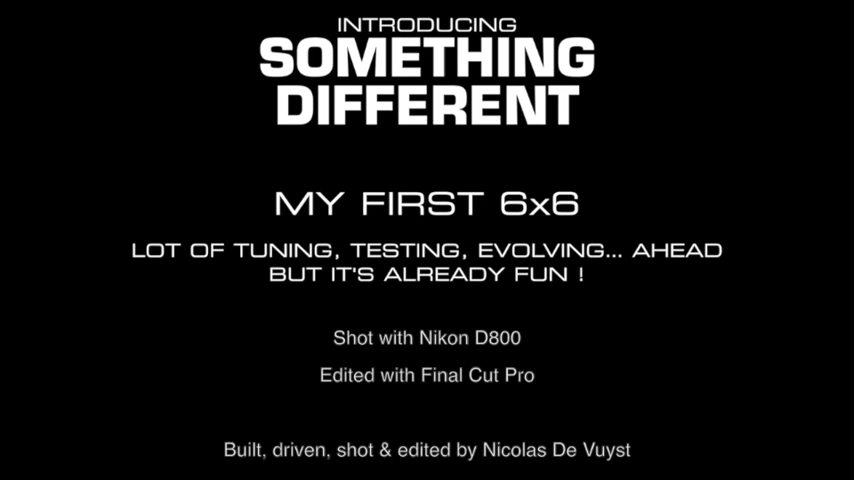 INTRODUCING
SOMETHING
DIFFERENT
MY FIRST 6x6
LOT OF TUNING, TESTING, EVOLVING... AHEAD
BUT IT'S ALREADY FUN !
Shot with Nikon D800
Edited with Final Cut Pro
Built, driven, shot & edited by Nicolas De Vuyst